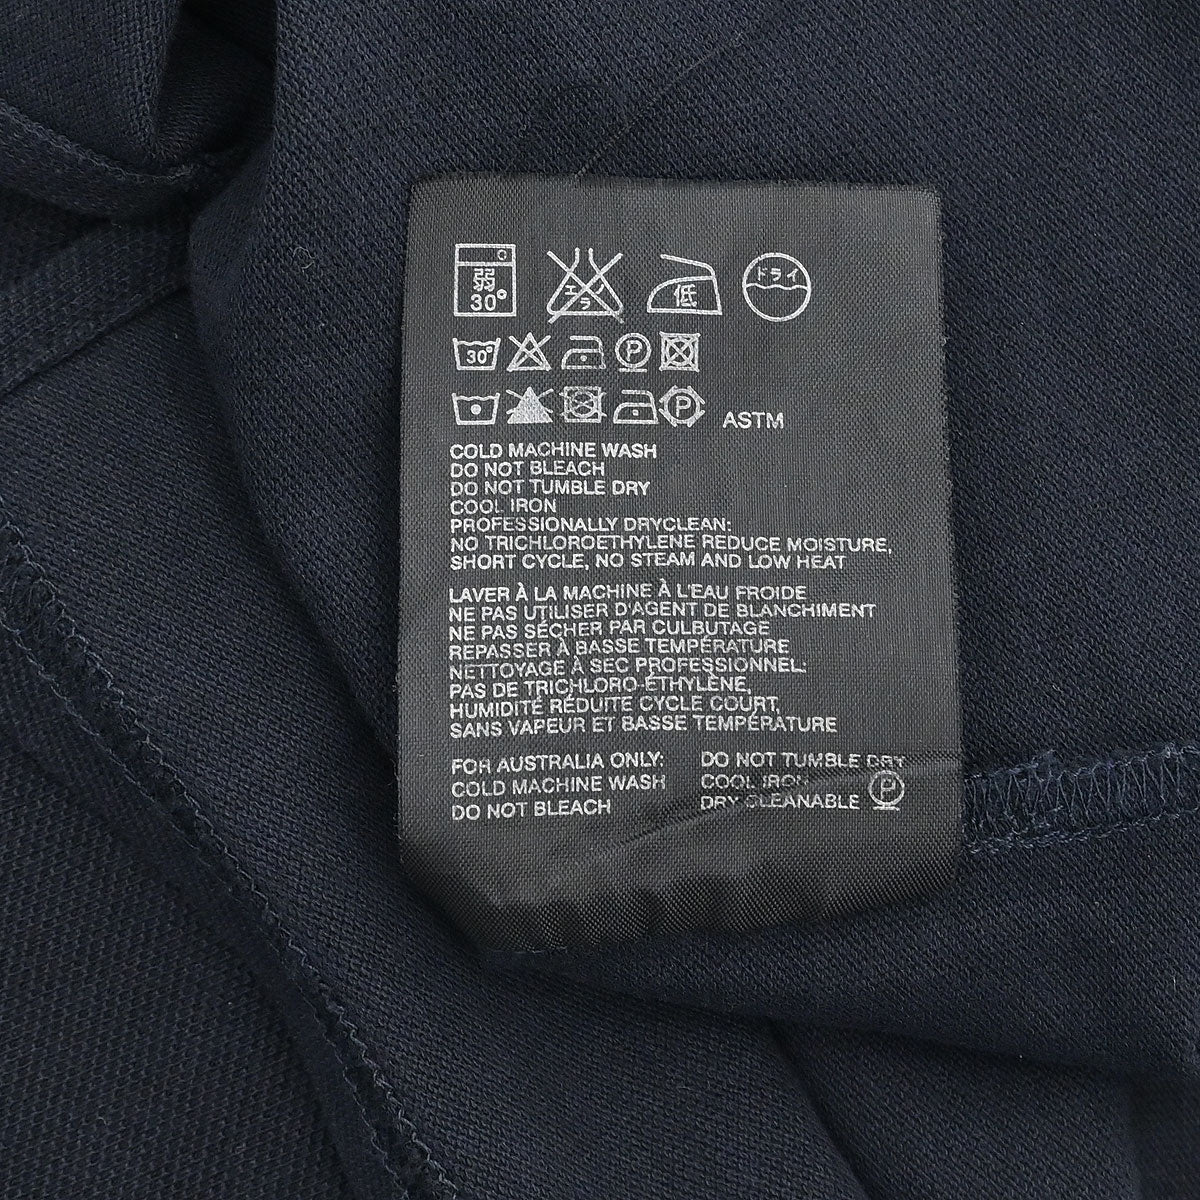 弱 エンソ 低 ドライ
30°
30° P
P ASTM
COLD MACHINE WASH
DO NOT BLEACH
DO NOT TUMBLE DRY
COOL IRON
PROFESSIONALLY DRYCLEAN:
NO TRICHLOROETHYLENE REDUCE MOISTURE,
SHORT CYCLE, NO STEAM AND LOW HEAT
LAVER À LA MACHINE À L'EAU FROIDE
NE PAS UTILISER D'AGENT DE BLANCHIMENT
NE PAS SÉCHER PAR CULBUTAGE
REPASSER À BASSE TEMPÉRATURE
NETTOYAGE À SEC PROFESSIONNEL:
PAS DE TRICHLORO-ÉTHYLÈNE,
HUMIDITÉ RÉDUITE CYCLE COURT,
SANS VAPEUR ET BASSE TEMPÉRATURE
FOR AUSTRALIA ONLY:
COLD MACHINE WASH
DO NOT BLEACH
DO NOT TUMBLE DRY
COOL IRON
DRY CLEANABLE P